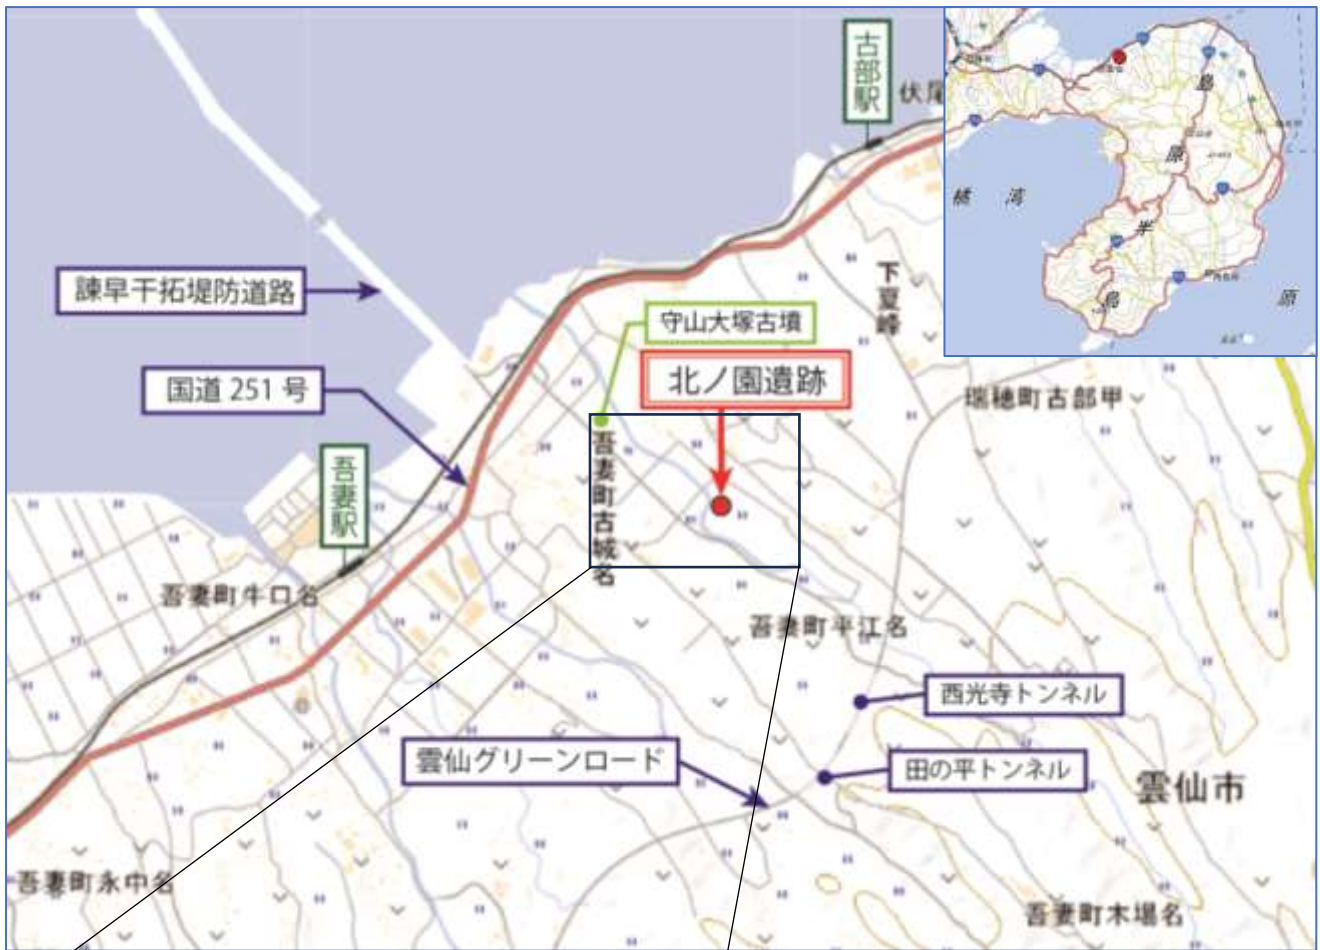 古部駅
伏尾
諫早干拓堤防道路
守山大塚古墳
下夏峰
国道 251 号
北ノ園遺跡
瑞穂町古部甲
吾妻駅
吾妻町古城名
吾妻町牛口名
吾妻町平江名
西光寺トンネル
雲仙グリーンロード
田の平トンネル
雲仙市
吾妻町永中名
吾妻町木場名
橘湾
島原半島
原